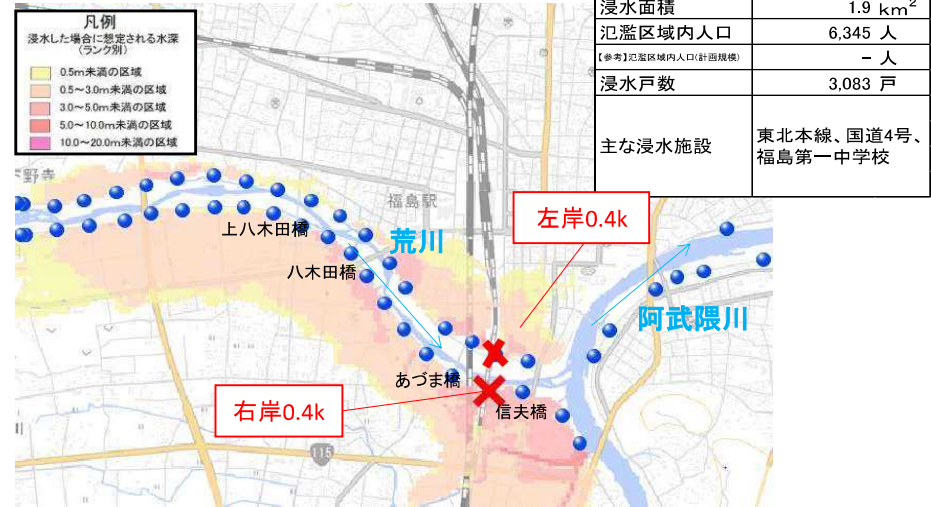 凡例
浸水した場合に想定される水深
(ランク別)
0.5m未満の区域
0.5～3.0m未満の区域
3.0～5.0m未満の区域
5.0～10.0m未満の区域
10.0～20.0m未満の区域
浸水面積 1.9 km²
氾濫区域内人口 6,345 人
【参考】氾濫区域内人口(計画規模) － 人
浸水戸数 3,083 戸
主な浸水施設 東北本線、国道4号、
福島第一中学校
野寺
福島駅
左岸0.4k
上八木田橋
荒川
八木田橋
阿武隈川
あづま橋
右岸0.4k
信夫橋
115